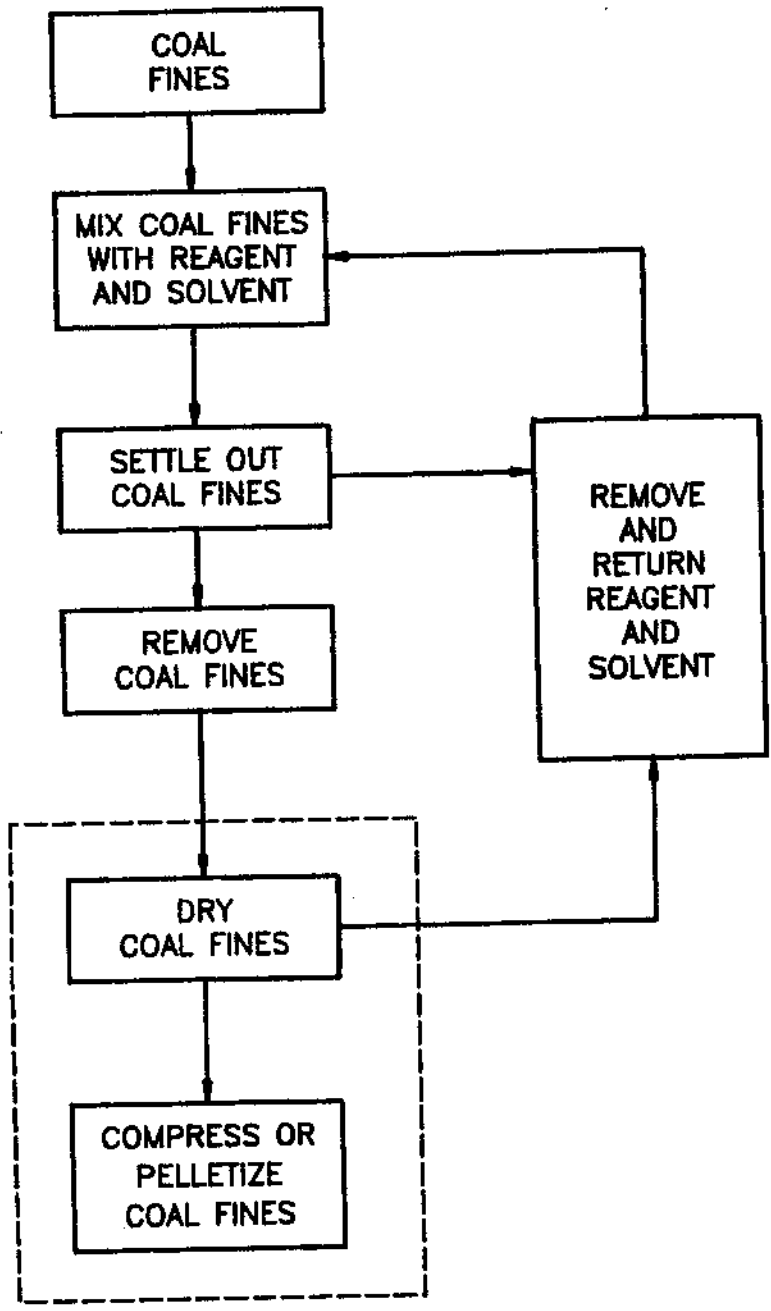 COAL
FINES
MIX COAL FINES
WITH REAGENT
AND SOLVENT
SETTLE OUT
COAL FINES
REMOVE
COAL FINES
REMOVE
AND
RETURN
REAGENT
AND
SOLVENT
DRY
COAL FINES
COMPRESS OR
PELLETIZE
COAL FINES